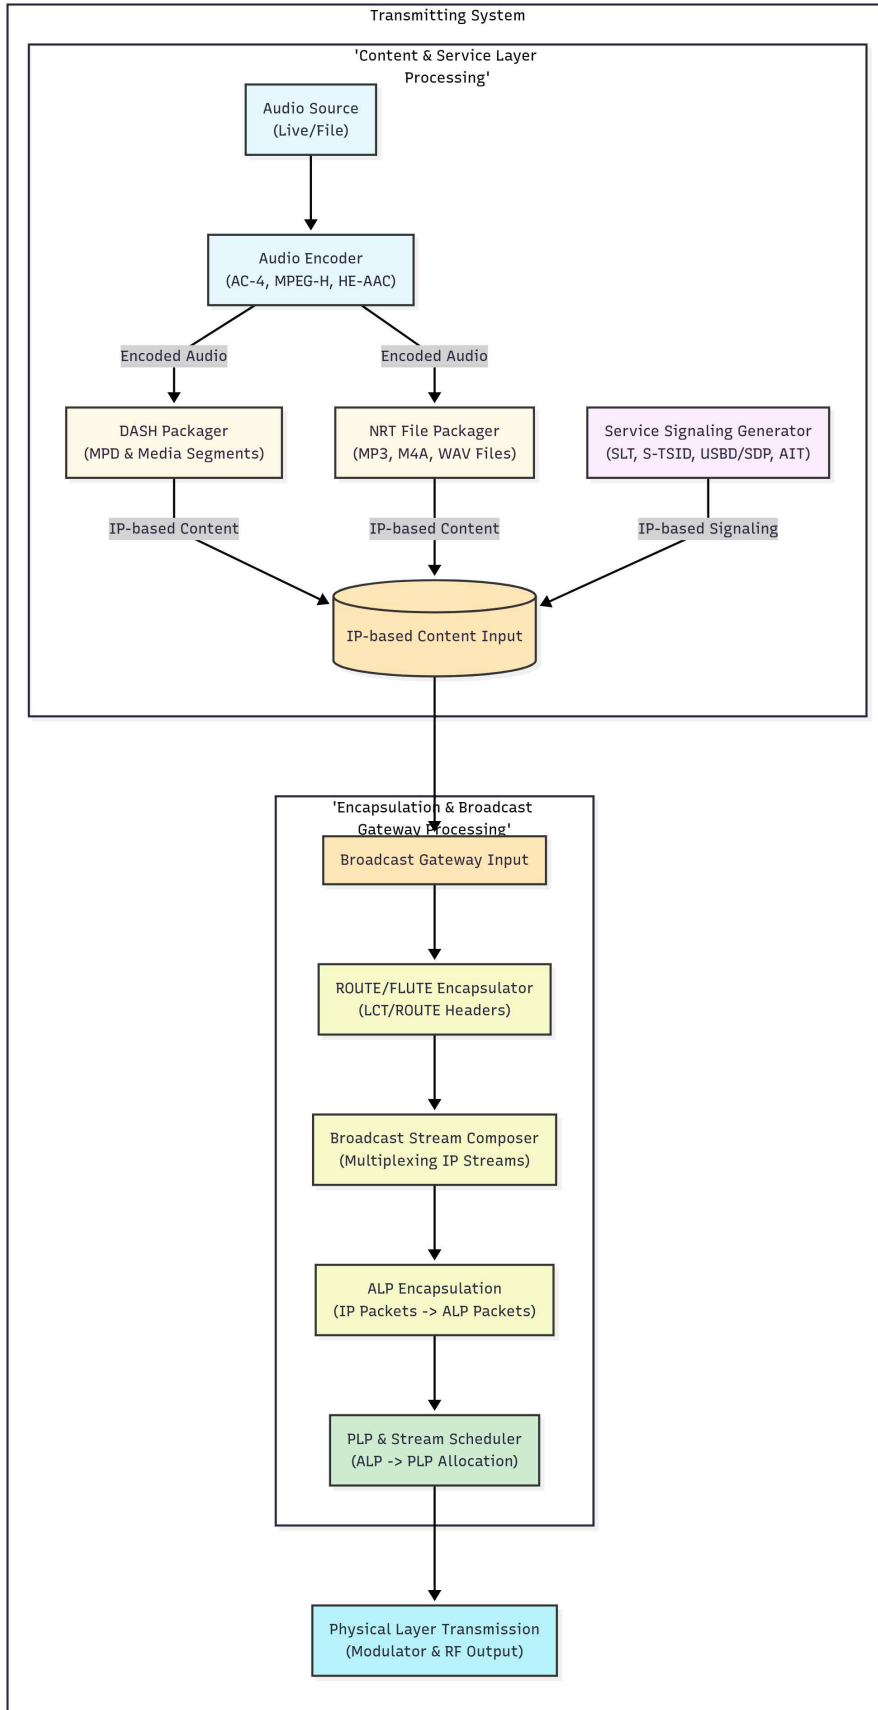 Transmitting System
'Content & Service Layer
Processing'
Audio Source
(Live/File)
Audio Encoder
(AC-4, MPEG-H, HE-AAC)
Encoded Audio
Encoded Audio
DASH Packager
(MPD & Media Segments)
NRT File Packager
(MP3, M4A, WAV Files)
Service Signaling Generator
(SLT, S-TSID, USBD/SDP, AIT)
IP-based Content
IP-based Content
IP-based Signaling
IP-based Content Input
'Encapsulation & Broadcast
Gateway Processing'
Broadcast Gateway Input
ROUTE/FLUTE Encapsulator
(LCT/ROUTE Headers)
Broadcast Stream Composer
(Multiplexing IP Streams)
ALP Encapsulation
(IP Packets -> ALP Packets)
PLP & Stream Scheduler
(ALP -> PLP Allocation)
Physical Layer Transmission
(Modulator & RF Output)